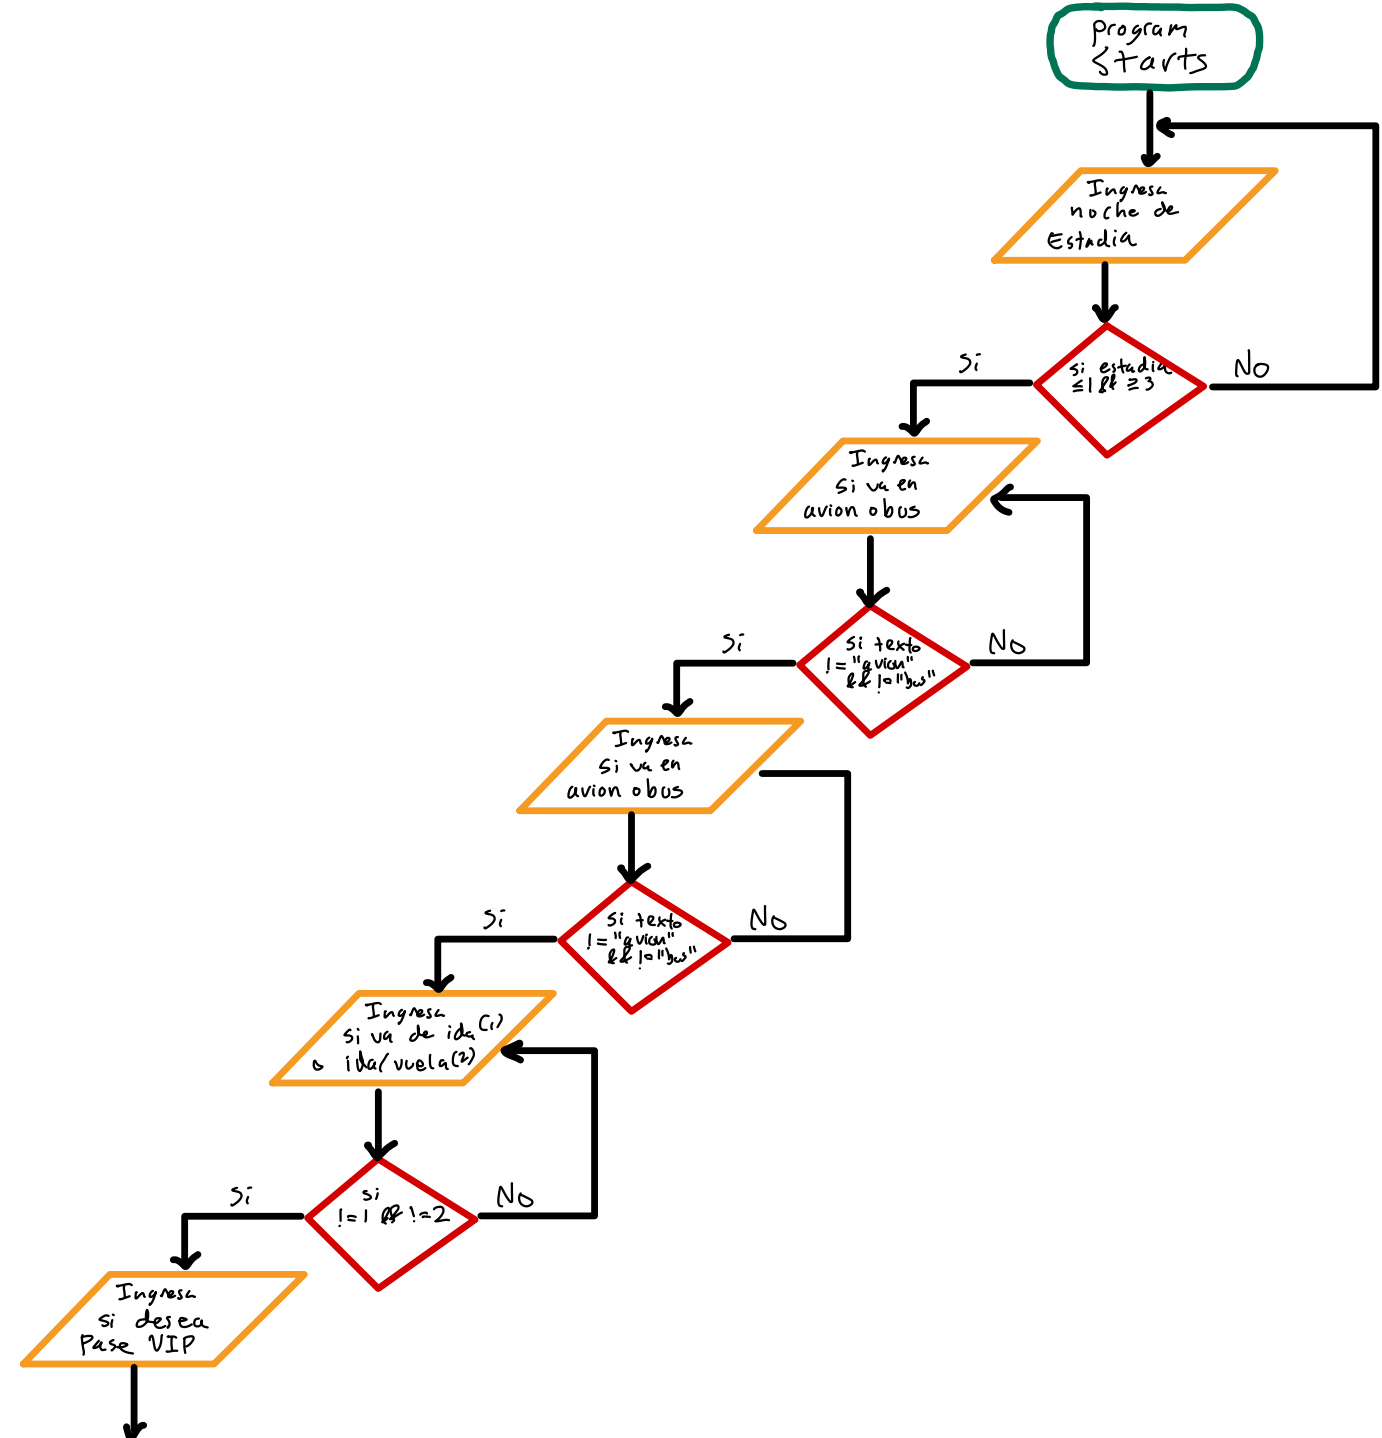 program
starts
Ingresa
noche de
Estadia
si estadia
≤1 && ≥3
Si
No
Ingresa
si va en
avion o bus
si texto
!="avion"
&& !="bus"
Si
No
Ingresa
si va en
avion o bus
si texto
!="avion"
&& !="bus"
Si
No
Ingresa
si va de ida(1)
o ida/vuela(2)
si
!=1 && !=2
Si
No
Ingresa
si desea
Pase VIP